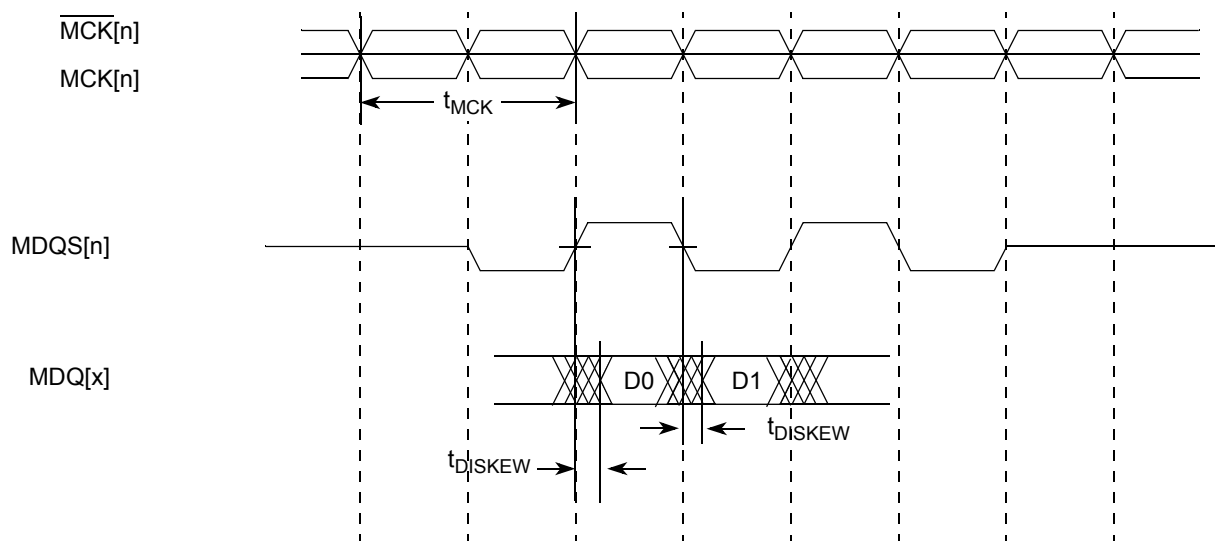 MCK[n]
MCK[n]
tMCK
MDQS[n]
MDQ[x]
D0
D1
tDISKEW
tDISKEW